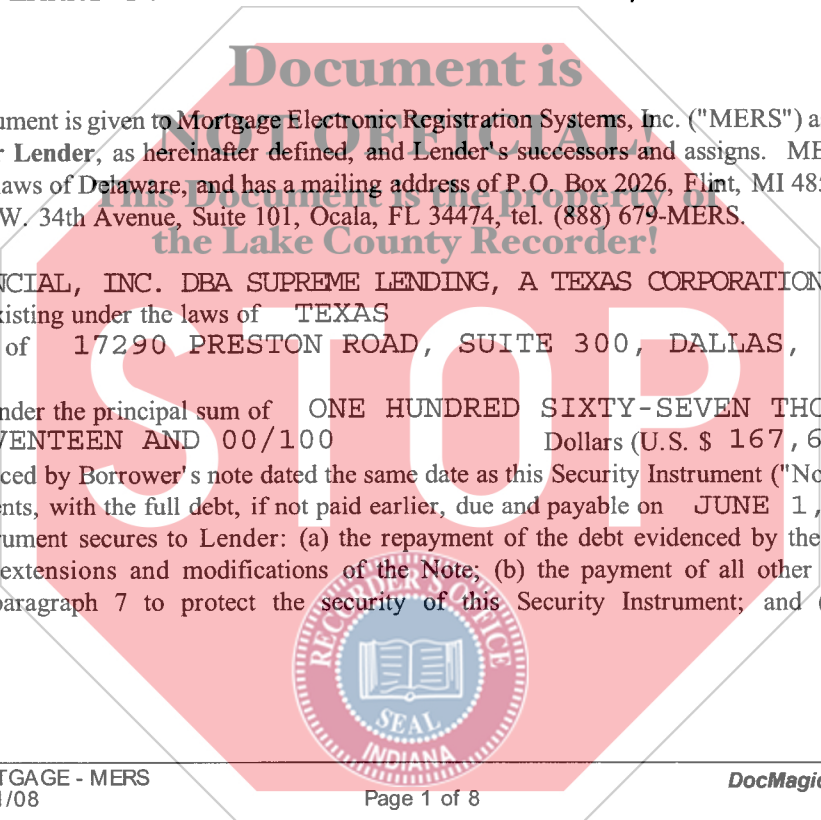 Document is
ument is given to Mortgage Electronic Registration Systems, Inc. ("MERS") a
NOT OFFICIAL!
r Lender, as hereinafter defined, and Lender's successors and assigns. ME
aws of Delaware, and has a mailing address of P.O. Box 2026, Flint, MI 48
This Document is the property of
W. 34th Avenue, Suite 101, Ocala, FL 34474, tel. (888) 679-MERS.
the Lake County Recorder!
NCIAL, INC. DBA SUPREME LENDING, A TEXAS CORPORATION
xisting under the laws of TEXAS
of 17290 PRESTON ROAD, SUITE 300, DALLAS,
STOP
nder the principal sum of ONE HUNDRED SIXTY-SEVEN THO
VENTEEN AND 00/100 Dollars (U.S. $ 167,6
ced by Borrower's note dated the same date as this Security Instrument ("No
ents, with the full debt, if not paid earlier, due and payable on JUNE 1,
rument secures to Lender: (a) the repayment of the debt evidenced by the
extensions and modifications of the Note; (b) the payment of all other
paragraph 7 to protect the security of this Security Instrument; and (
RECORDER'S OFFICE
SEAL
INDIANA
TGAGE - MERS
1/08
Page 1 of 8
DocMagic